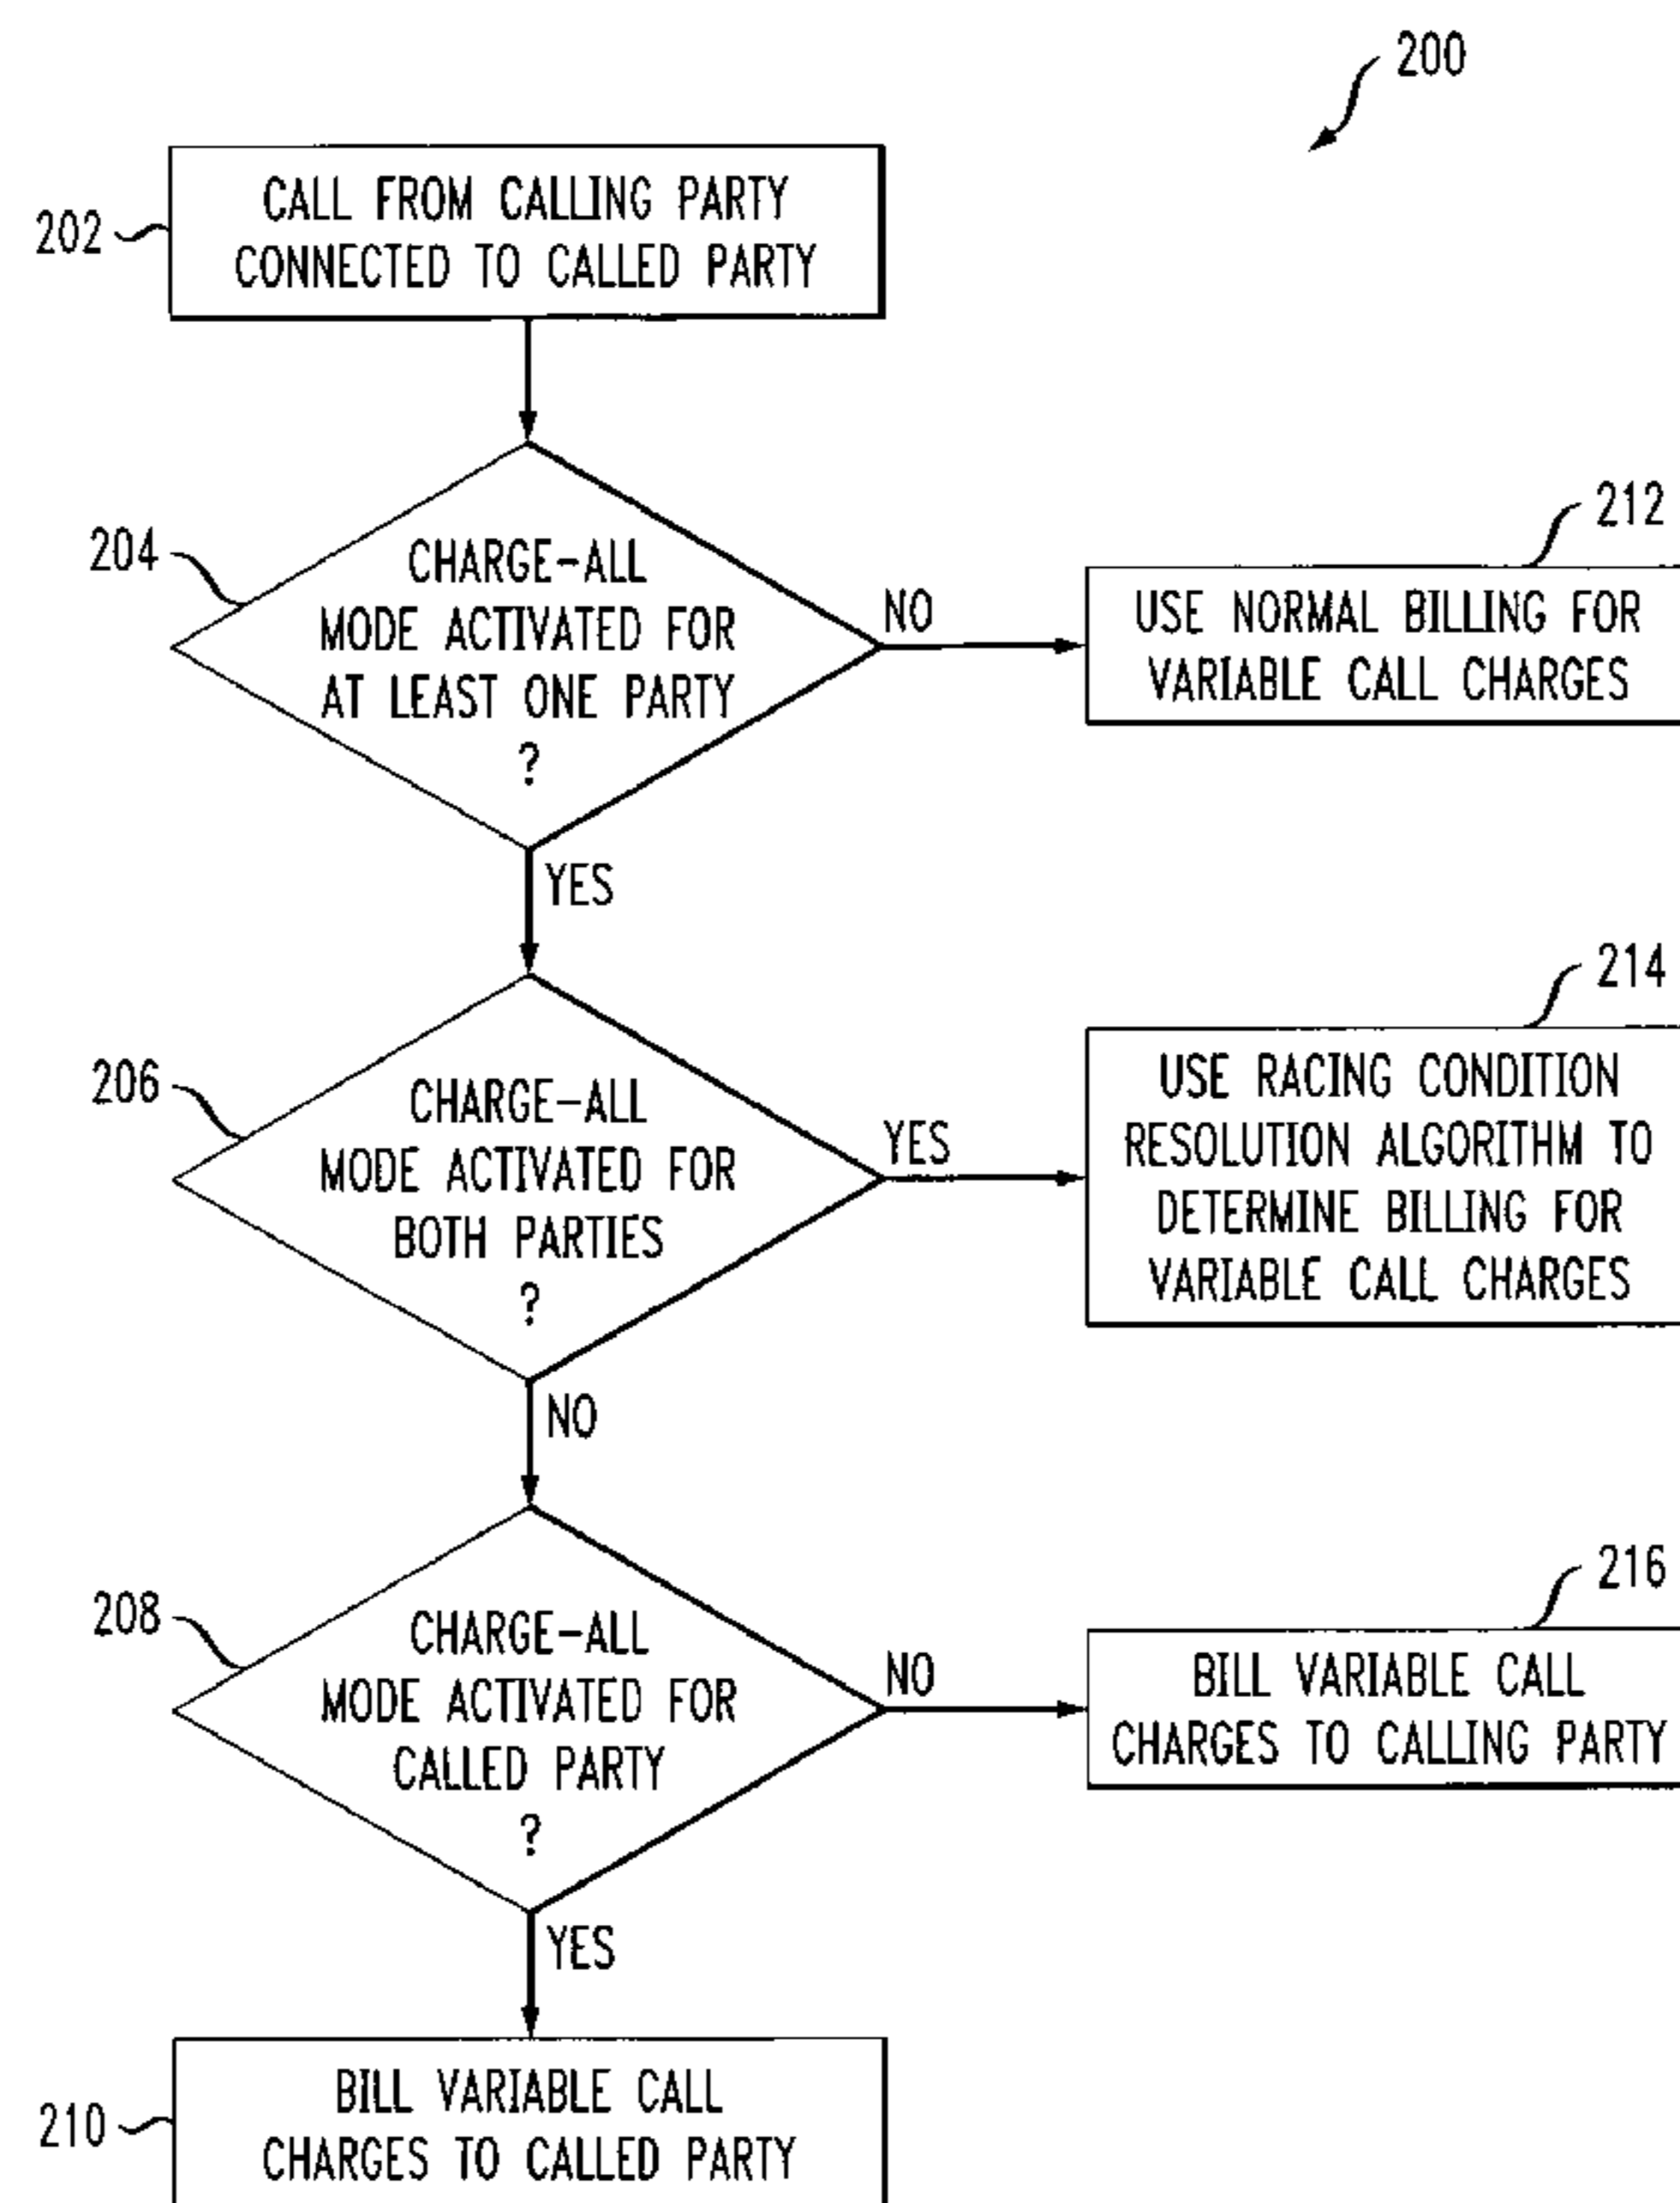 200
202
CALL FROM CALLING PARTY
CONNECTED TO CALLED PARTY
204
CHARGE-ALL
MODE ACTIVATED FOR
AT LEAST ONE PARTY
?
NO
212
USE NORMAL BILLING FOR
VARIABLE CALL CHARGES
YES
206
CHARGE-ALL
MODE ACTIVATED FOR
BOTH PARTIES
?
YES
214
USE RACING CONDITION
RESOLUTION ALGORITHM TO
DETERMINE BILLING FOR
VARIABLE CALL CHARGES
NO
208
CHARGE-ALL
MODE ACTIVATED FOR
CALLED PARTY
?
NO
216
BILL VARIABLE CALL
CHARGES TO CALLING PARTY
YES
210
BILL VARIABLE CALL
CHARGES TO CALLED PARTY